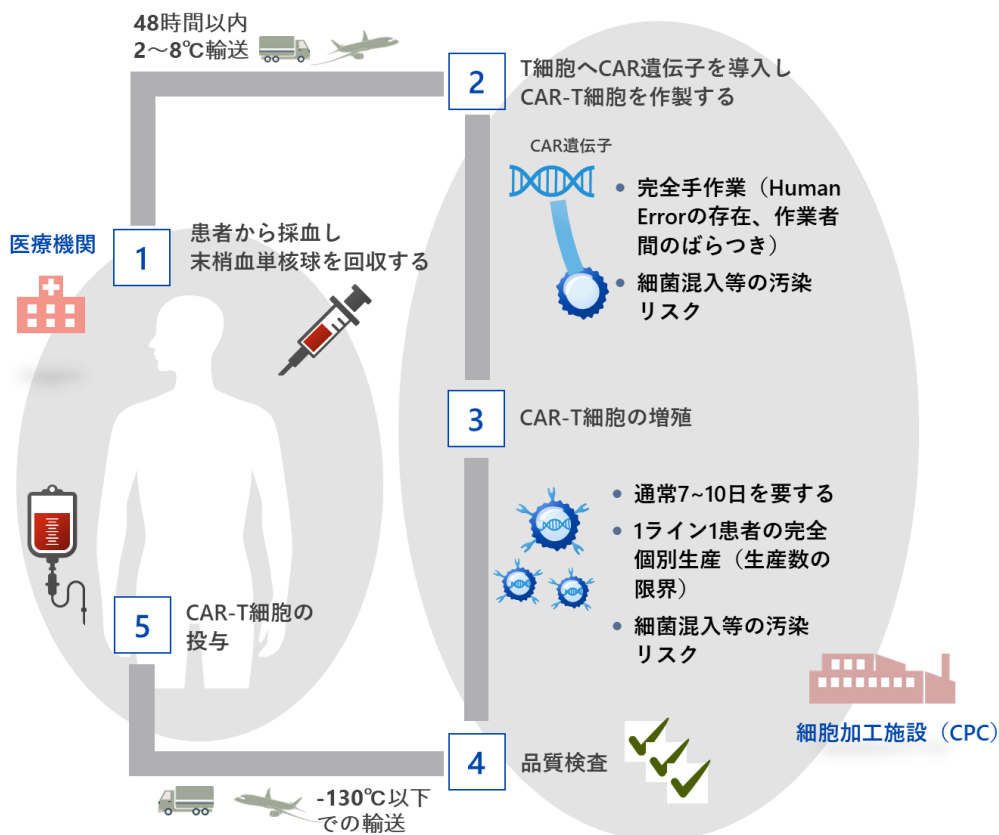 48時間以内
2～8℃輸送
2
T細胞へCAR遺伝子を導入し
CAR-T細胞を作製する
CAR遺伝子
• 完全手作業（Human
Errorの存在、作業者
間のばらつき）
• 細菌混入等の汚染
リスク
医療機関
1
患者から採血し
末梢血単核球を回収する
3
CAR-T細胞の増殖
• 通常7~10日を要する
• 1ライン1患者の完全
個別生産（生産数の
限界）
• 細菌混入等の汚染
リスク
細胞加工施設（CPC）
4
品質検査
-130℃以下
での輸送
5
CAR-T細胞の
投与